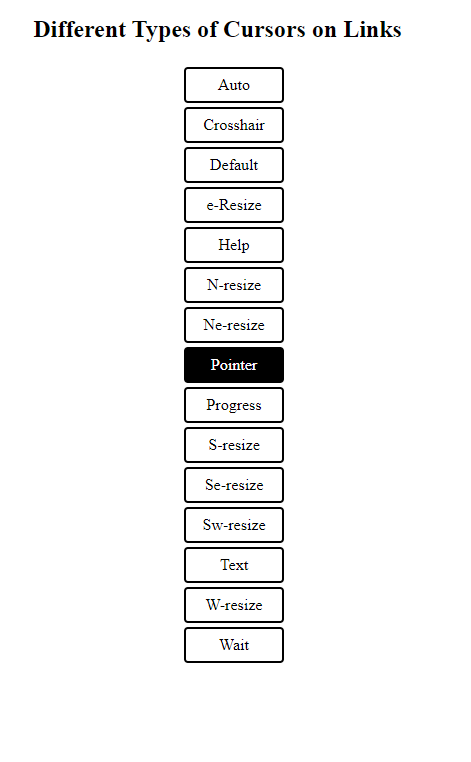 Different Types of Cursors on Links
Auto
Crosshair
Default
e-Resize
Help
N-resize
Ne-resize
Pointer
Progress
S-resize
Se-resize
Sw-resize
Text
W-resize
Wait